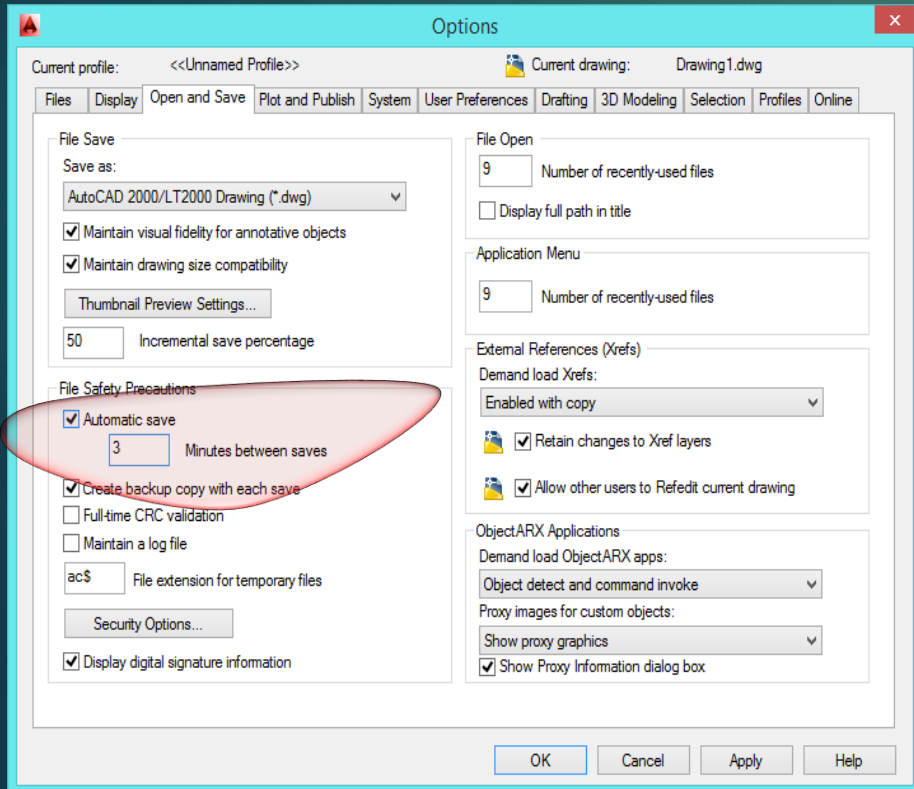 Options
Current profile: <<Unnamed Profile>> Current drawing: Drawing1.dwg
Files Display Open and Save Plot and Publish System User Preferences Drafting 3D Modeling Selection Profiles Online
File Save
Save as:
AutoCAD 2000/LT2000 Drawing (*.dwg)
Maintain visual fidelity for annotative objects
Maintain drawing size compatibility
Thumbnail Preview Settings...
50 Incremental save percentage
File Safety Precautions
Automatic save
3 Minutes between saves
Create backup copy with each save
Full-time CRC validation
Maintain a log file
ac$ File extension for temporary files
Security Options...
Display digital signature information
File Open
9 Number of recently-used files
Display full path in title
Application Menu
9 Number of recently-used files
External References (Xrefs)
Demand load Xrefs:
Enabled with copy
Retain changes to Xref layers
Allow other users to Refedit current drawing
ObjectARX Applications
Demand load ObjectARX apps:
Object detect and command invoke
Proxy images for custom objects:
Show proxy graphics
Show Proxy Information dialog box
OK Cancel Apply Help